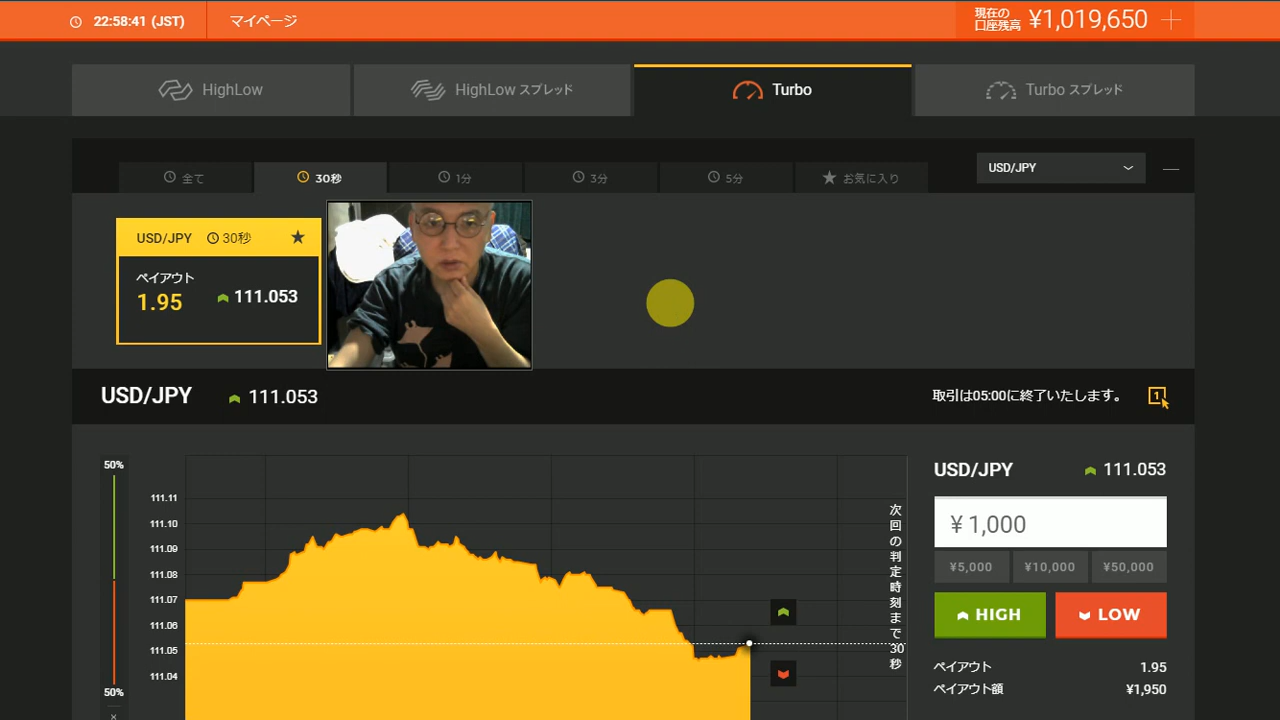 22:58:41 (JST)
マイページ
現在の
口座残高
¥1,019,650
HighLow
HighLow スプレッド
Turbo
Turbo スプレッド
全て
30秒
1分
3分
5分
お気に入り
USD/JPY
USD/JPY 30秒
ペイアウト
1.95
111.053
USD/JPY
111.053
取引は05:00に終了いたします。
1
50%
50%
×
111.11
111.10
111.09
111.08
111.07
111.06
111.05
111.04
次回の判定時刻まで30秒
USD/JPY
111.053
¥ 1,000
¥5,000
¥10,000
¥50,000
HIGH
LOW
ペイアウト
1.95
ペイアウト額
¥1,950